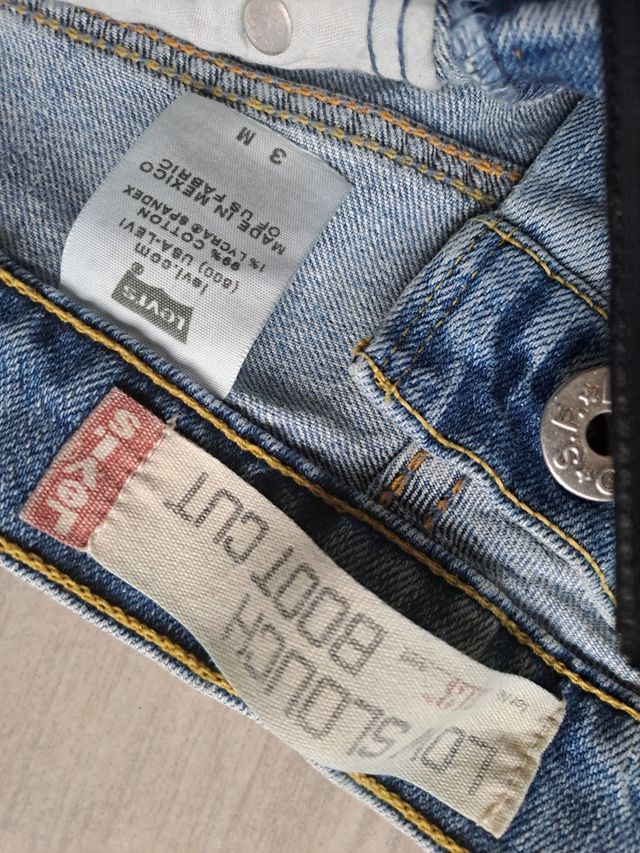 Levi's
levi.com
(800) USA-LEVI
99% COTTON
1% LYCRA® SPANDEX
MADE IN MEXICO
OF US FABRIC
3 M
Levi's
LOW SLOUCH
BOOT CUT
S.F.